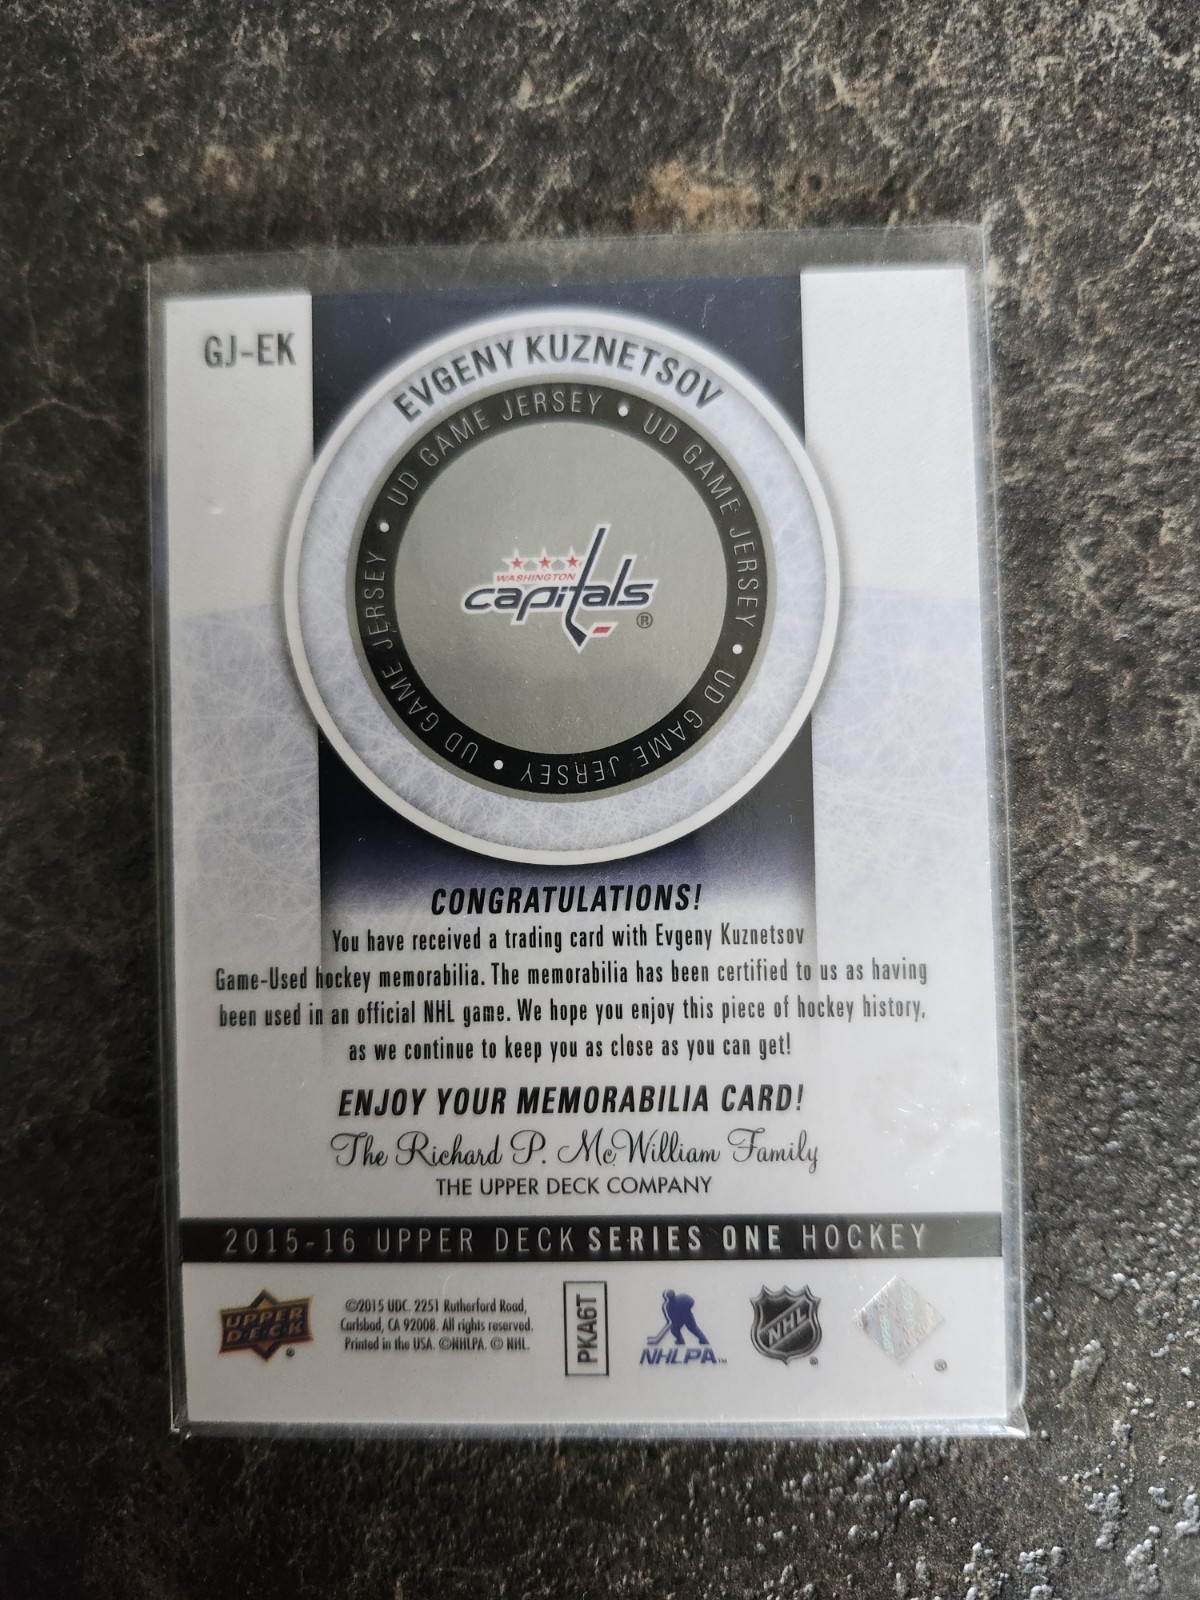 GJ-EK
EVGENY KUZNETSOV
UD GAME JERSEY • UD GAME JERSEY • UD GAME JERSEY • UD GAME JERSEY •
WASHINGTON
capitals ®
CONGRATULATIONS!
You have received a trading card with Evgeny Kuznetsov
Game-Used hockey memorabilia. The memorabilia has been certified to us as having
been used in an official NHL game. We hope you enjoy this piece of hockey history,
as we continue to keep you as close as you can get!
ENJOY YOUR MEMORABILIA CARD!
The Richard P. McWilliam Family
THE UPPER DECK COMPANY
2015-16 UPPER DECK SERIES ONE HOCKEY
UPPER
DECK ®
©2015 UDC. 2251 Rutherford Road,
Carlsbad, CA 92008. All rights reserved.
Printed in the USA. ©NHLPA. © NHL.
PKA6T
NHLPA™
NHL ®
®